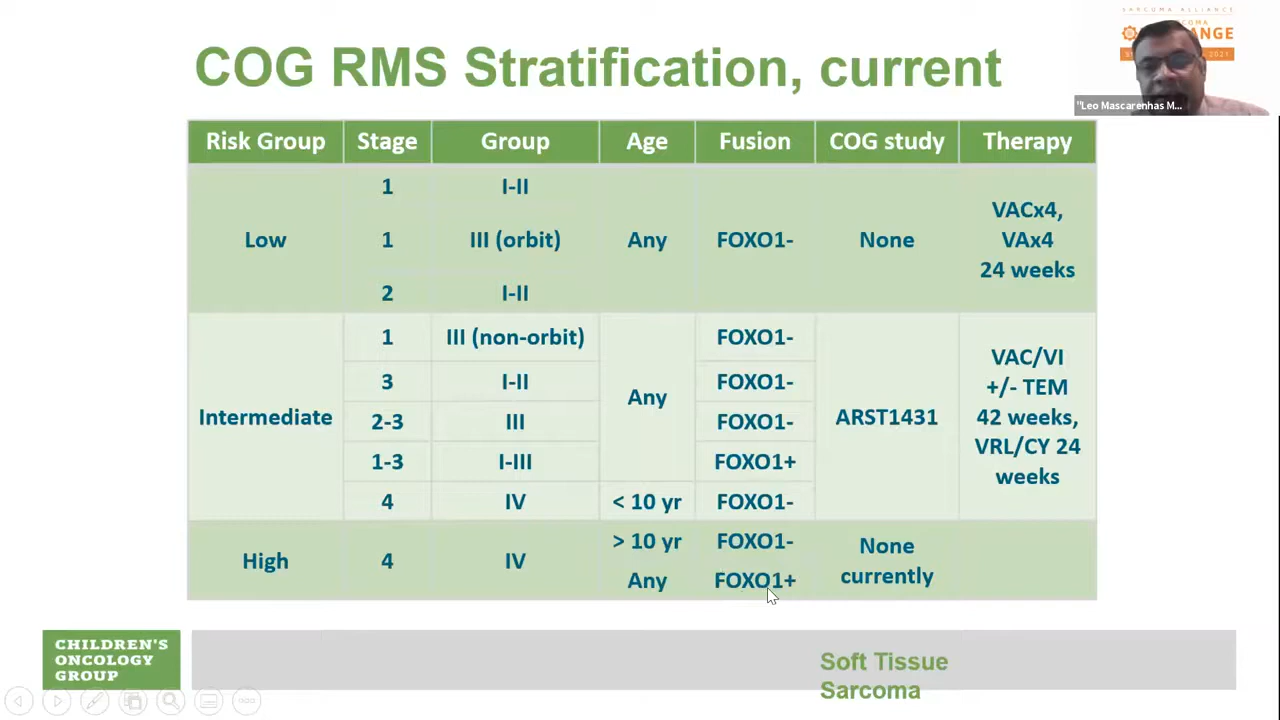 SARCOMA ALLIANCE
COG RMS Stratification, current
"Leo Mascarenhas M...
Risk Group Stage Group Age Fusion COG study Therapy
1 I-II
Low 1 III (orbit) Any FOXO1- None VACx4, VAx4 24 weeks
2 I-II
1 III (non-orbit) FOXO1-
3 I-II FOXO1-
Intermediate 2-3 III Any FOXO1- ARST1431 VAC/VI +/- TEM 42 weeks, VRL/CY 24 weeks
1-3 I-III FOXO1+
4 IV < 10 yr FOXO1-
High 4 IV > 10 yr FOXO1- None currently
Any FOXO1+
CHILDREN'S
ONCOLOGY
GROUP
Soft Tissue
Sarcoma